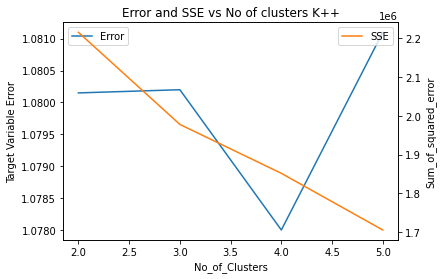 Error and SSE vs No of clusters K++
1e6
Error
SSE
Target Variable Error
1.0810
1.0805
1.0800
1.0795
1.0790
1.0785
1.0780
2.2
2.1
2.0
1.9
1.8
1.7
Sum_of_squared_error
2.0 2.5 3.0 3.5 4.0 4.5 5.0
No_of_Clusters